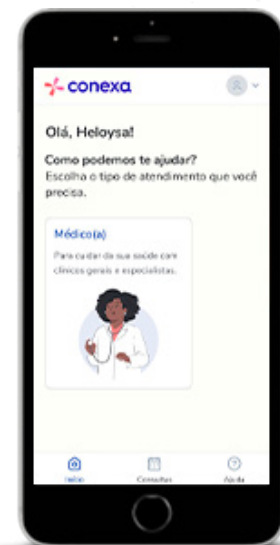 conexa
Olá, Heloysa!
Como podemos te ajudar?
Escolha o tipo de atendimento que você
precisa.
Médico(a)
Para cuidar da sua saúde com
clínicos gerais e especialistas.
Início
Consultas
Ajuda